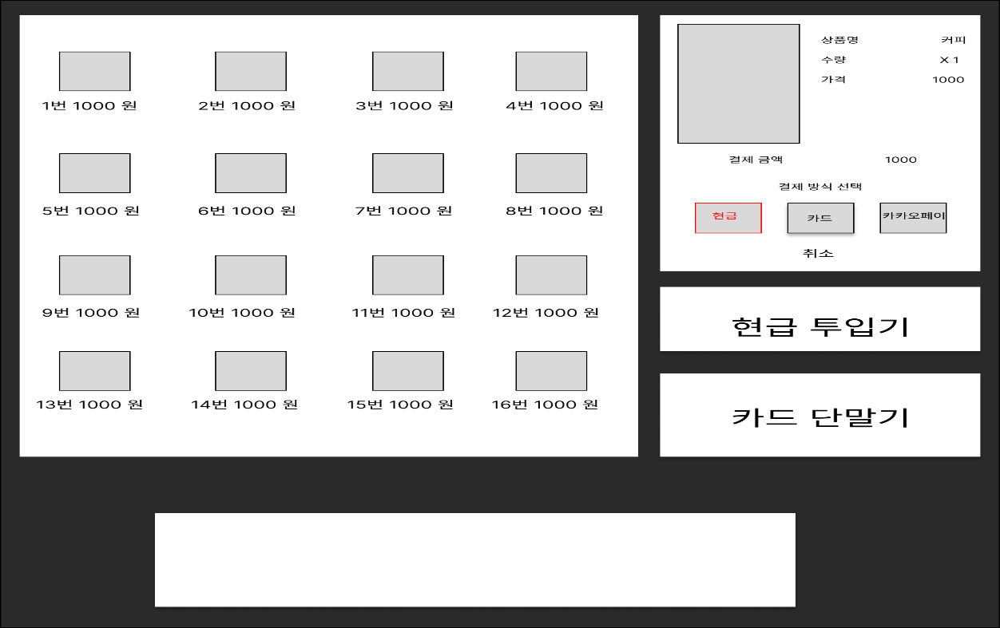 1번 1000 원
2번 1000 원
3번 1000 원
4번 1000 원
5번 1000 원
6번 1000 원
7번 1000 원
8번 1000 원
9번 1000 원
10번 1000 원
11번 1000 원
12번 1000 원
13번 1000 원
14번 1000 원
15번 1000 원
16번 1000 원
상품명 커피
수량 X 1
가격 1000
결제 금액 1000
결제 방식 선택
현금 카드 카카오페이
취소
현급 투입기
카드 단말기